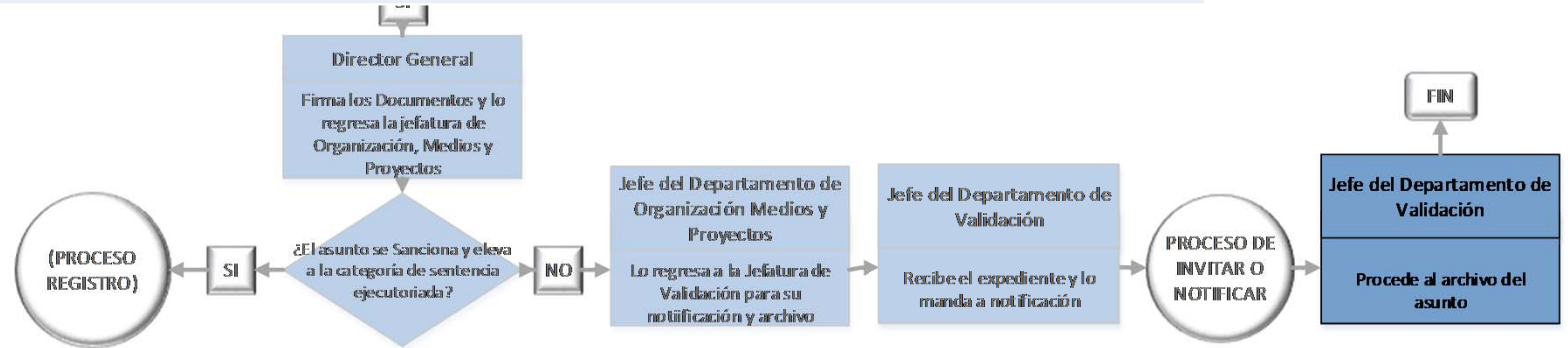 SI
Director General
Firma los Documentos y lo
regresa la jefatura de
Organización, Medios y
Proyectos
(PROCESO
REGISTRO)
SI
¿El asunto se Sanciona y eleva
a la categoría de sentencia
ejecutoriada?
NO
Jefe del Departamento de
Organización Medios y
Proyectos
Lo regresa a la Jefatura de
Validación para su
notiificación y archivo
Jefe del Departamento de
Validación
Recibe el expediente y lo
manda a notificación
PROCESO DE
INVITAR O
NOTIFICAR
FIN
Jefe del Departamento de
Validación
Procede al archivo del
asunto